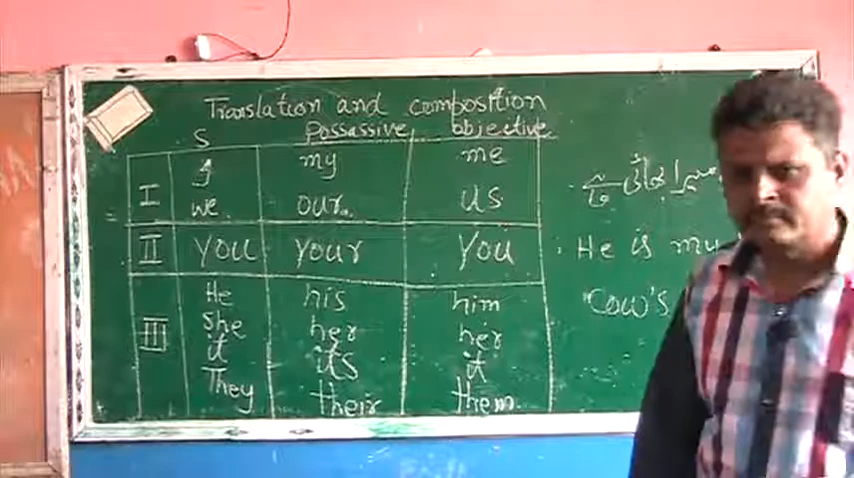 Translation and composition
S possassive objective
I I my me
we our us
II you your you
III He his him
She her her
it its it
They their them
He is my
Cow's